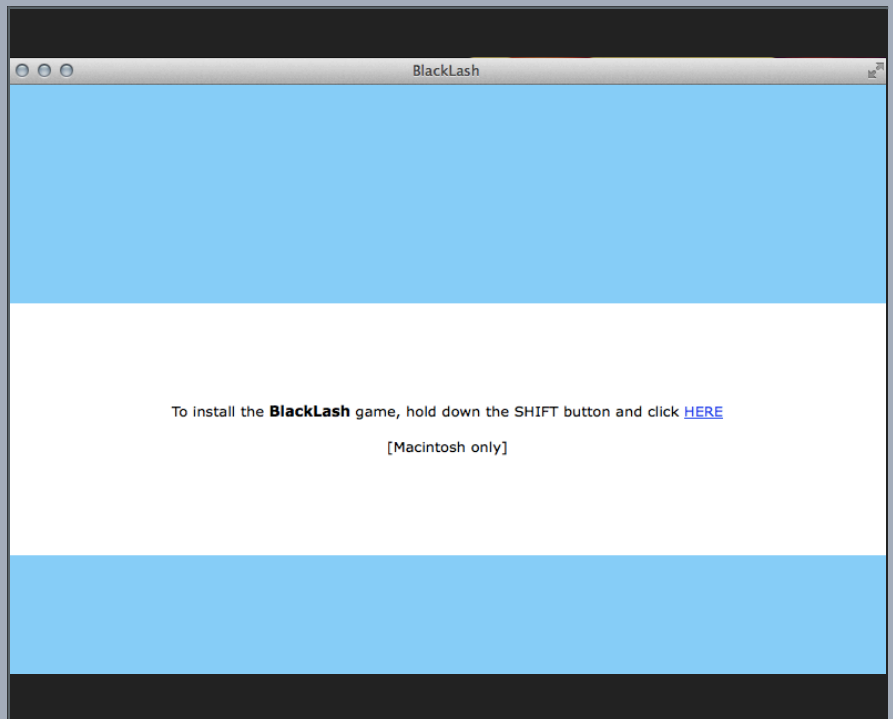 BlackLash
To install the BlackLash game, hold down the SHIFT button and click HERE
[Macintosh only]